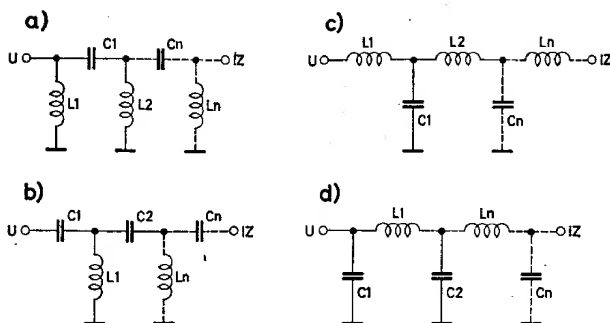 a)
U C1 Cn IZ
L1 L2 Ln
b)
U C1 C2 Cn IZ
L1 Ln
c)
U L1 L2 Ln IZ
C1 Cn
d)
U L1 Ln IZ
C1 C2 Cn